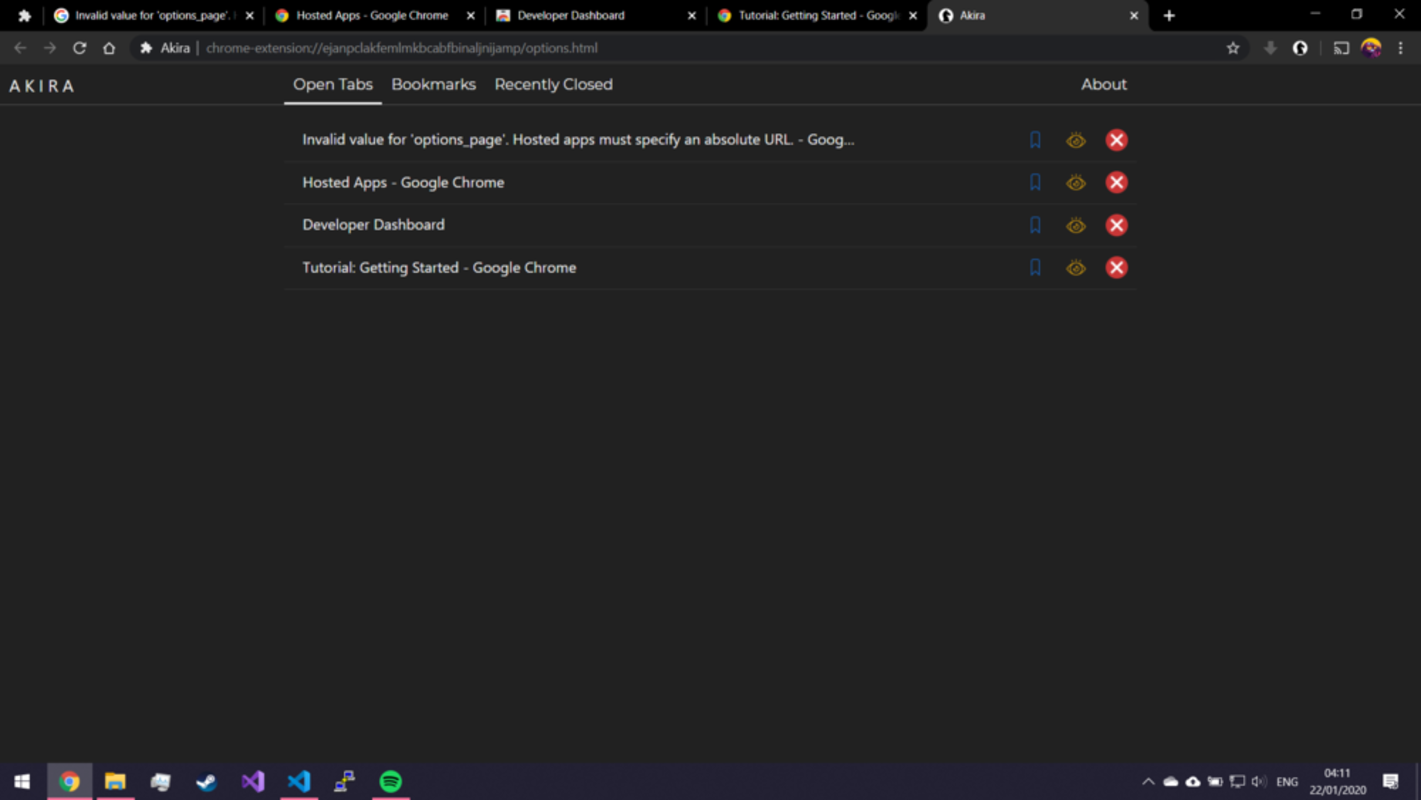 Invalid value for 'options_page'.
Hosted Apps - Google Chrome
Developer Dashboard
Tutorial: Getting Started - Googl
Akira
Akira | chrome-extension://ejanpclakfemlmkbcabfbinaljnijamp/options.html
AKIRA
Open Tabs
Bookmarks
Recently Closed
About
Invalid value for 'options_page'. Hosted apps must specify an absolute URL. - Goog...
Hosted Apps - Google Chrome
Developer Dashboard
Tutorial: Getting Started - Google Chrome
ENG
04:11
22/01/2020